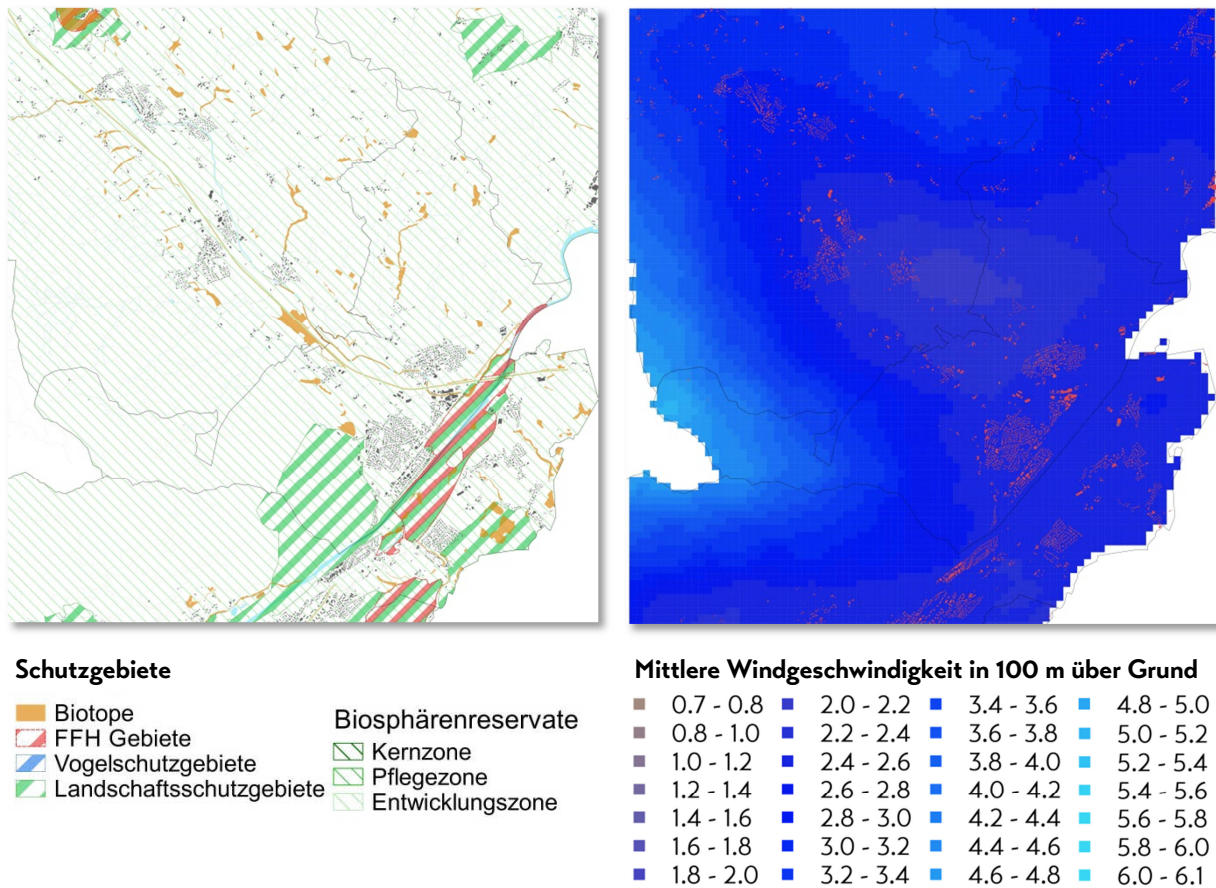 Schutzgebiete
Biotope
FFH Gebiete
Vogelschutzgebiete
Landschaftsschutzgebiete
Biosphärenreservate
Kernzone
Pflegezone
Entwicklungszone
Mittlere Windgeschwindigkeit in 100 m über Grund
0.7 - 0.8
0.8 - 1.0
1.0 - 1.2
1.2 - 1.4
1.4 - 1.6
1.6 - 1.8
1.8 - 2.0
2.0 - 2.2
2.2 - 2.4
2.4 - 2.6
2.6 - 2.8
2.8 - 3.0
3.0 - 3.2
3.2 - 3.4
3.4 - 3.6
3.6 - 3.8
3.8 - 4.0
4.0 - 4.2
4.2 - 4.4
4.4 - 4.6
4.6 - 4.8
4.8 - 5.0
5.0 - 5.2
5.2 - 5.4
5.4 - 5.6
5.6 - 5.8
5.8 - 6.0
6.0 - 6.1